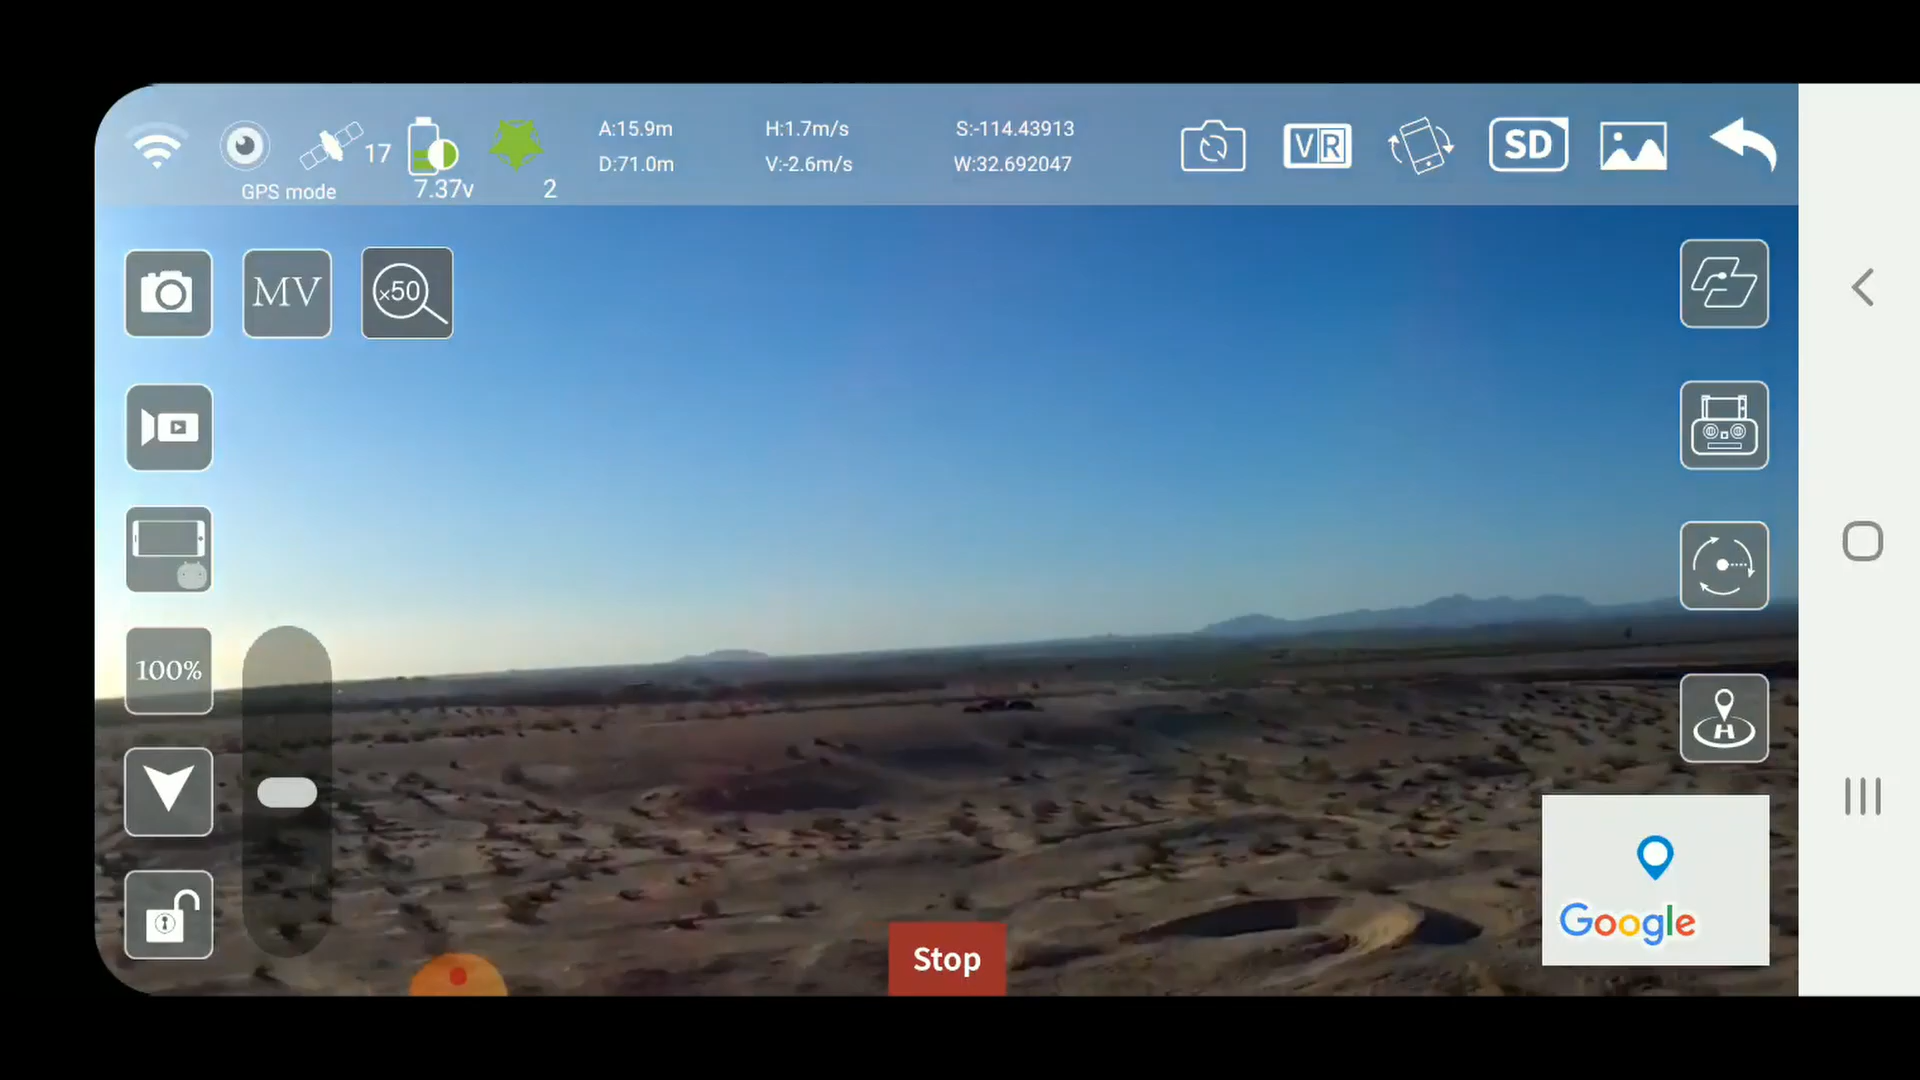 17
GPS mode
7.37v
2
A:15.9m
D:71.0m
H:1.7m/s
V:-2.6m/s
S:-114.43913
W:32.692047
VR
SD
MV
x50
100%
H
Stop
Google